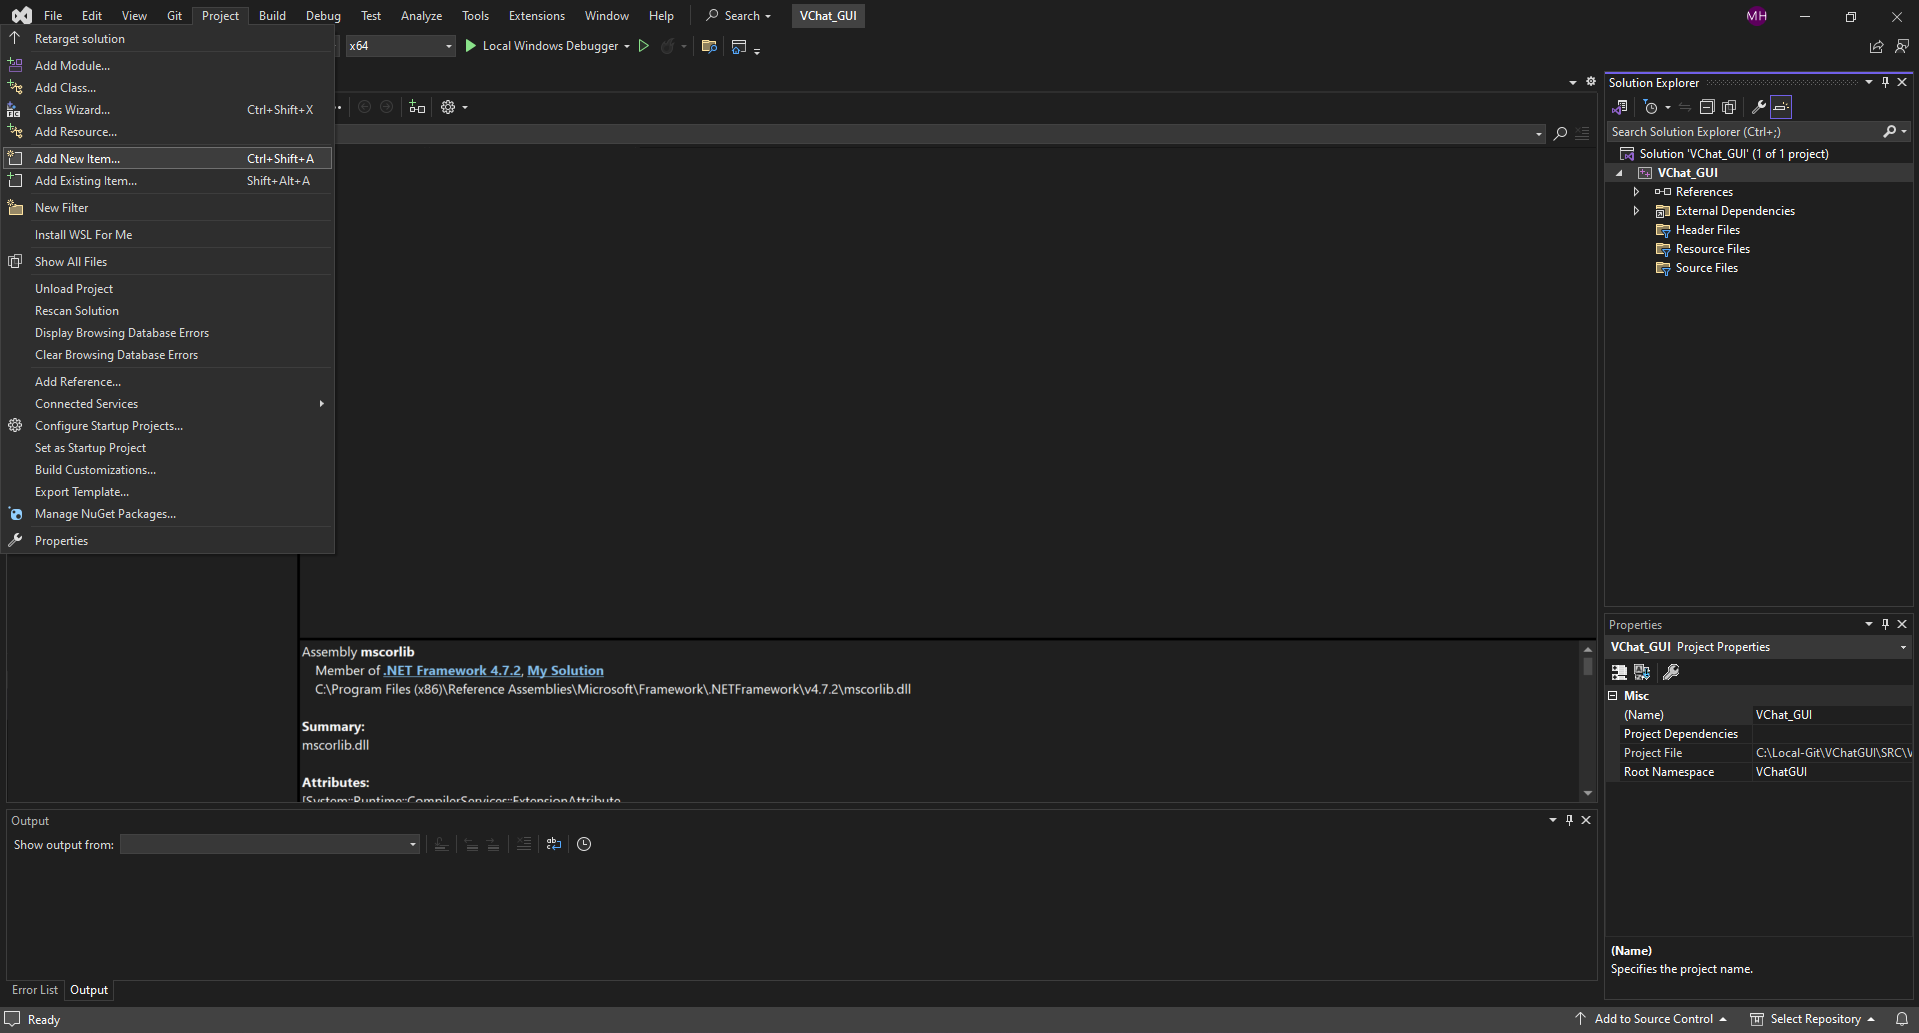 File Edit View Git Project Build Debug Test Analyze Tools Extensions Window Help Search VChat_GUI MH
x64 Local Windows Debugger
Retarget solution
Add Module...
Add Class...
Class Wizard... Ctrl+Shift+X
Add Resource...
Add New Item... Ctrl+Shift+A
Add Existing Item... Shift+Alt+A
New Filter
Install WSL For Me
Show All Files
Unload Project
Rescan Solution
Display Browsing Database Errors
Clear Browsing Database Errors
Add Reference...
Connected Services
Configure Startup Projects...
Set as Startup Project
Build Customizations...
Export Template...
Manage NuGet Packages...
Properties
Assembly mscorlib
Member of .NET Framework 4.7.2, My Solution
C:\Program Files (x86)\Reference Assemblies\Microsoft\Framework\.NETFramework\v4.7.2\mscorlib.dll
Summary:
mscorlib.dll
Attributes:
[System::Runtime::CompilerServices::ExtensionAttribute
Output
Show output from:
Error List Output
Solution Explorer
Search Solution Explorer (Ctrl+;)
Solution 'VChat_GUI' (1 of 1 project)
VChat_GUI
References
External Dependencies
Header Files
Resource Files
Source Files
Properties
VChat_GUI Project Properties
Misc
(Name) VChat_GUI
Project Dependencies
Project File C:\Local-Git\VChatGUI\SRC\V
Root Namespace VChatGUI
(Name)
Specifies the project name.
Ready Add to Source Control Select Repository